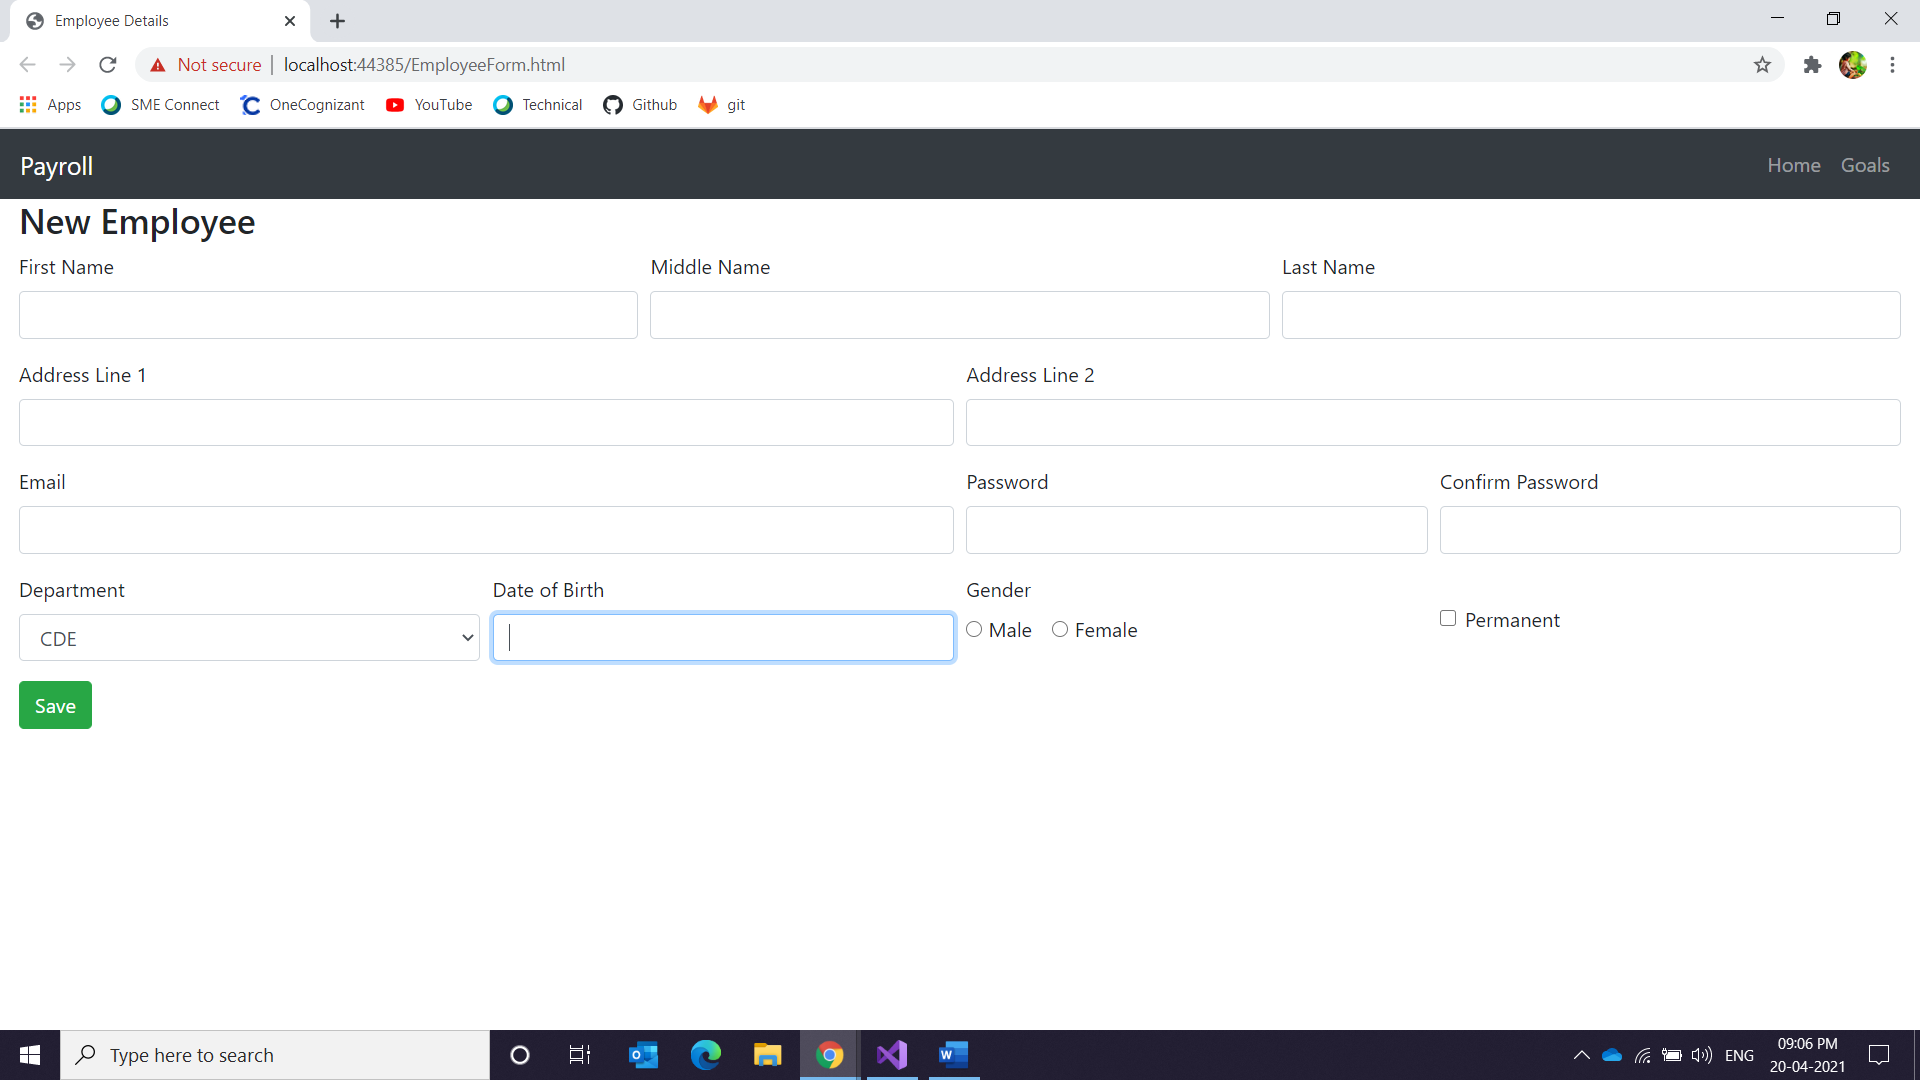 Employee Details
Not secure | localhost:44385/EmployeeForm.html
Apps SME Connect OneCognizant YouTube Technical Github git
Payroll Home Goals
New Employee
First Name Middle Name Last Name
Address Line 1 Address Line 2
Email Password Confirm Password
Department Date of Birth Gender
CDE Male Female Permanent
Save
Type here to search ENG 09:06 PM
20-04-2021